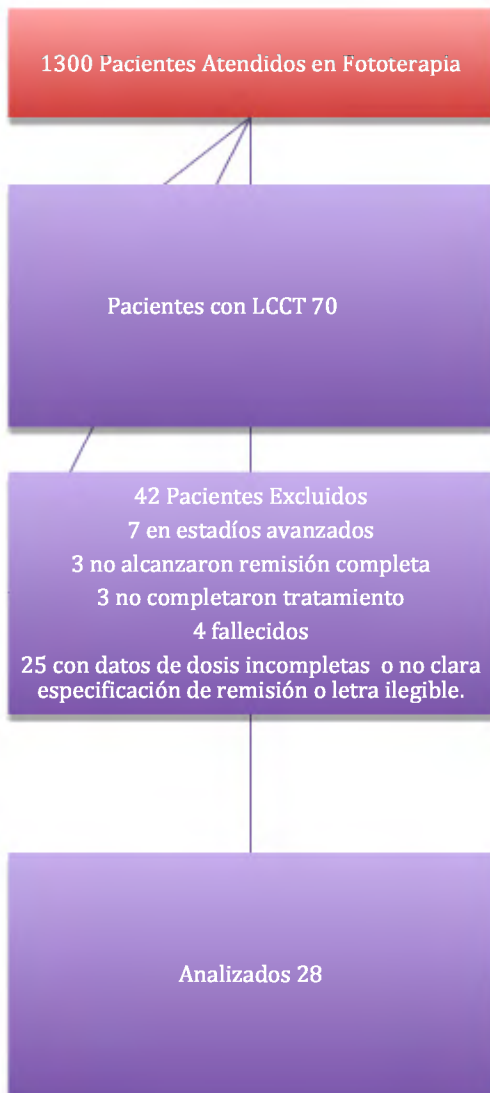 1300 Pacientes Atendidos en Fototerapia
Pacientes con LCCT 70
42 Pacientes Excluidos
7 en estadíos avanzados
3 no alcanzaron remisión completa
3 no completaron tratamiento
4 fallecidos
25 con datos de dosis incompletas o no clara
especificación de remisión o letra ilegible.
Analizados 28